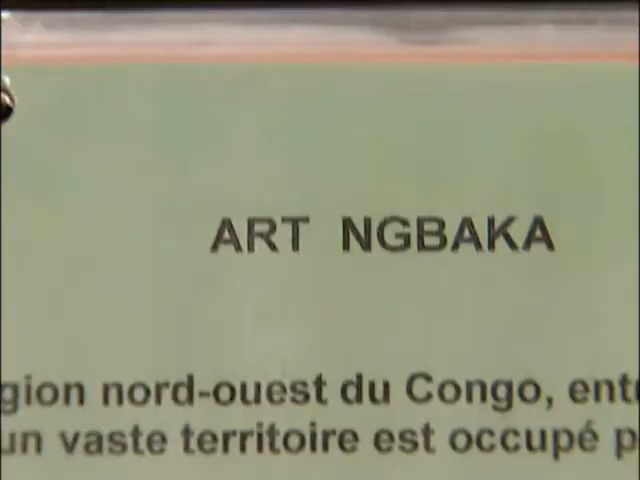 ART NGBAKA
gion nord-ouest du Congo, ent
un vaste territoire est occupé p